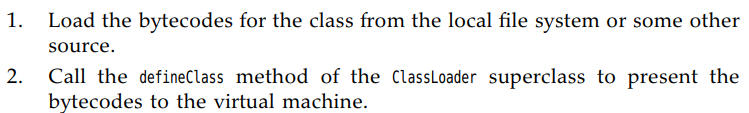 1. Load the bytecodes for the class from the local file system or some other
source.
2. Call the defineClass method of the ClassLoader superclass to present the
bytecodes to the virtual machine.